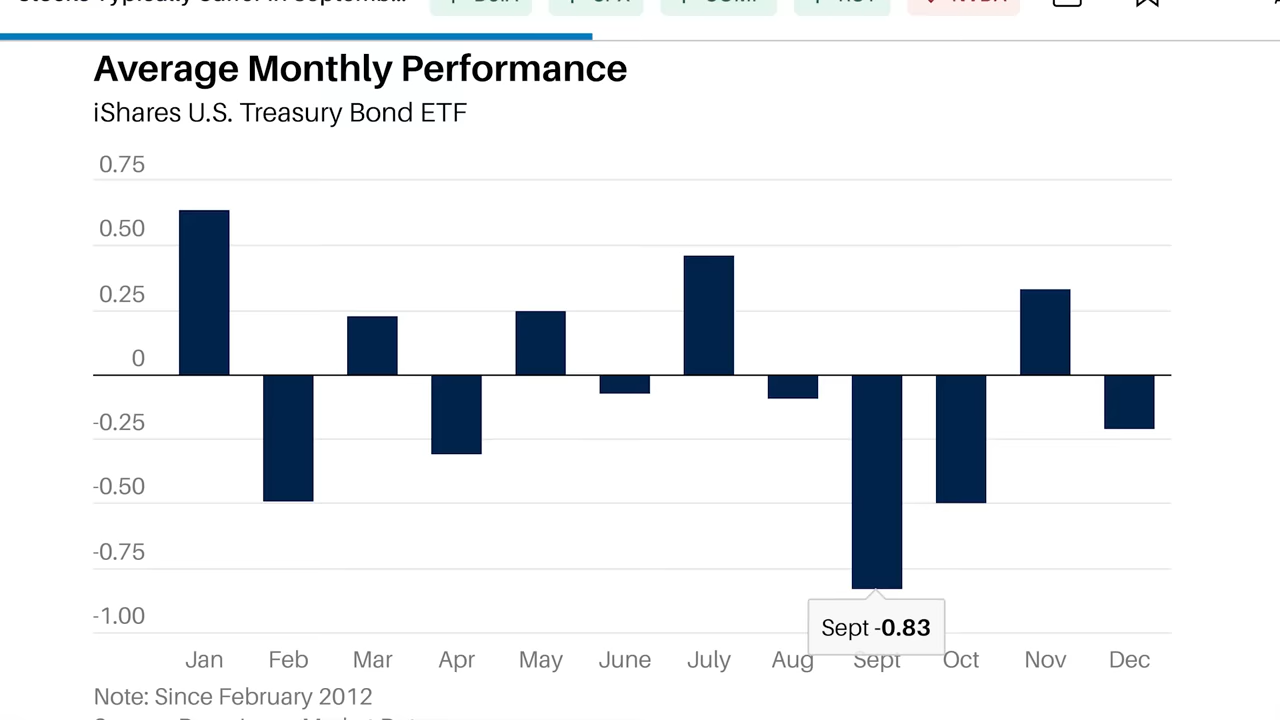 Average Monthly Performance
iShares U.S. Treasury Bond ETF
0.75
0.50
0.25
0
-0.25
-0.50
-0.75
-1.00
Sept -0.83
Jan Feb Mar Apr May June July Aug Sept Oct Nov Dec
Note: Since February 2012